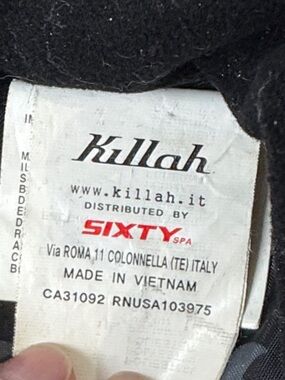 Killah
www.killah.it
DISTRIBUTED BY
SIXTY SPA
Via ROMA 11 COLONNELLA (TE) ITALY
MADE IN VIETNAM
CA31092 RNUSA103975